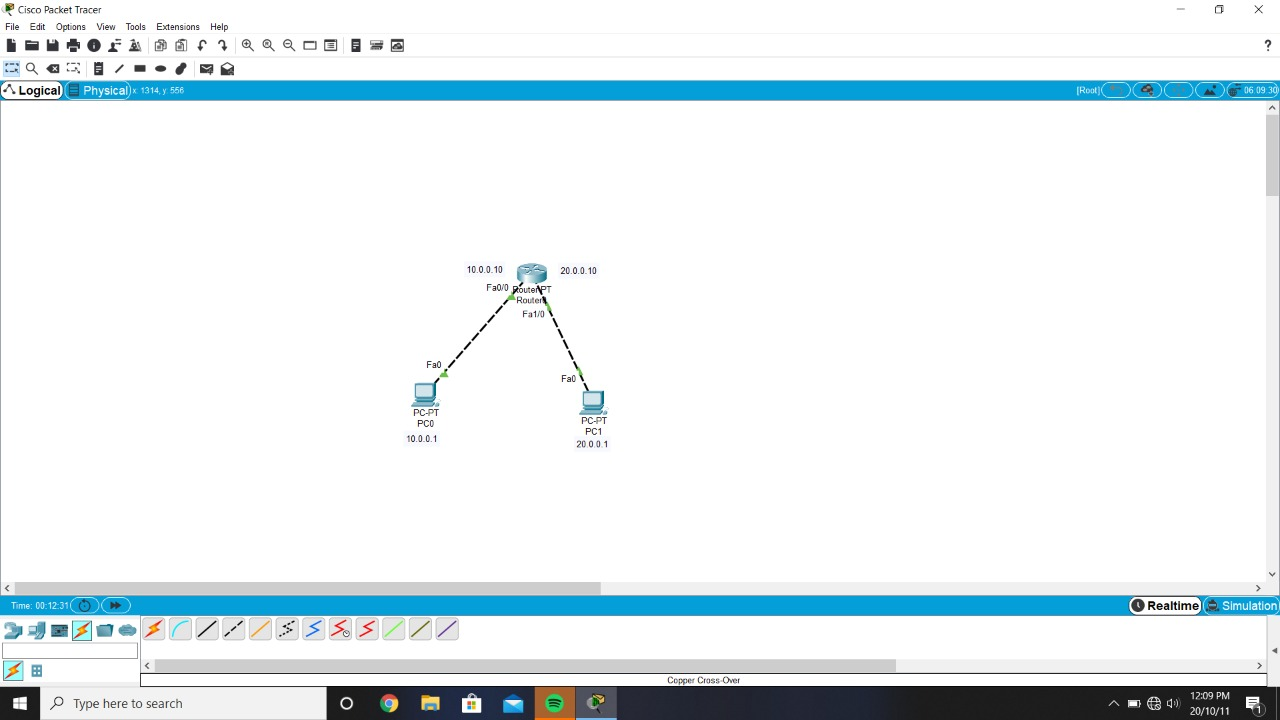 Cisco Packet Tracer
File Edit Options View Tools Extensions Help
?
Logical Physical x: 1314, y: 556 [Root] 06:09:30
10.0.0.10 20.0.0.10
Fa0/0 Router-PT
Fa1/0
Fa0
Fa0
PC-PT
PC0
10.0.0.1
PC-PT
PC1
20.0.0.1
Time: 00:12:31 Realtime Simulation
Copper Cross-Over
Type here to search
12:09 PM
20/10/11
1